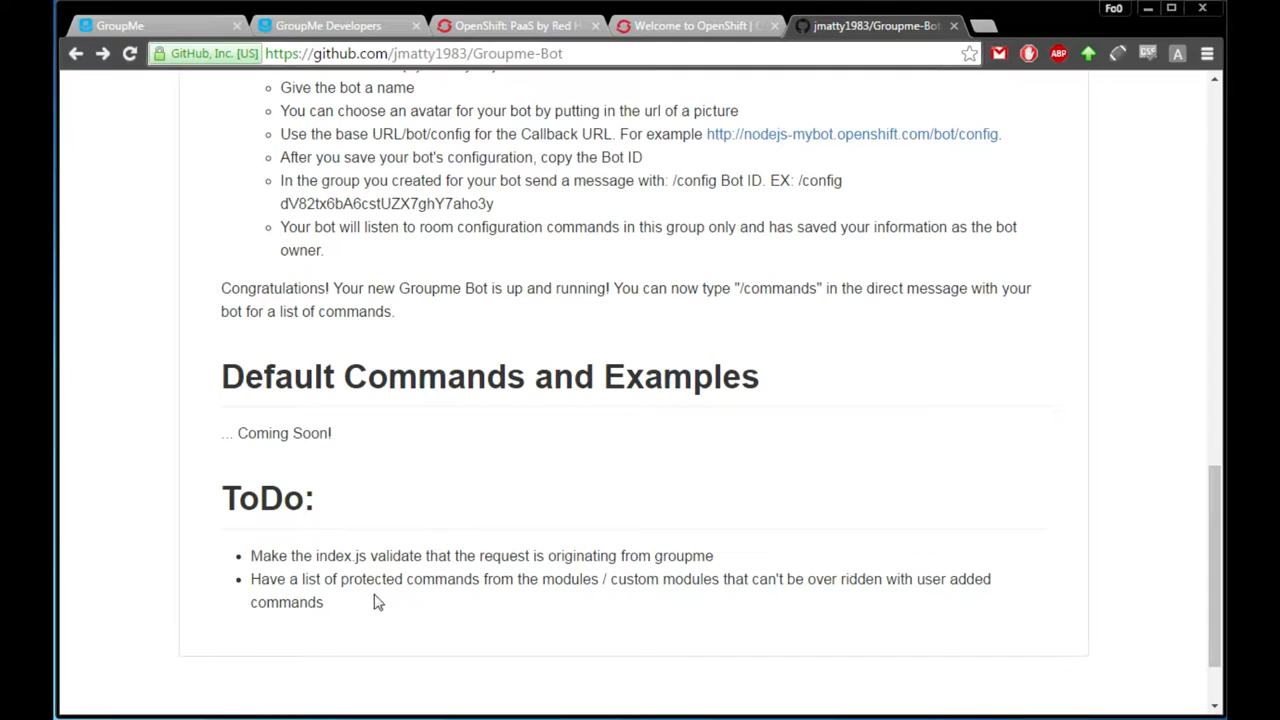 GroupMe
GroupMe Developers
OpenShift: PaaS by Red H
Welcome to OpenShift | O
jmatty1983/Groupme-Bot
Fo0
GitHub, Inc. [US]
https://github.com/jmatty1983/Groupme-Bot
ABP
A
Give the bot a name
You can choose an avatar for your bot by putting in the url of a picture
Use the base URL/bot/config for the Callback URL. For example http://nodejs-mybot.openshift.com/bot/config.
After you save your bot's configuration, copy the Bot ID
In the group you created for your bot send a message with: /config Bot ID. EX: /config
dV82tx6bA6cstUZX7ghY7aho3y
Your bot will listen to room configuration commands in this group only and has saved your information as the bot
owner.
Congratulations! Your new Groupme Bot is up and running! You can now type "/commands" in the direct message with your
bot for a list of commands.
Default Commands and Examples
... Coming Soon!
ToDo:
Make the index.js validate that the request is originating from groupme
Have a list of protected commands from the modules / custom modules that can't be over ridden with user added
commands